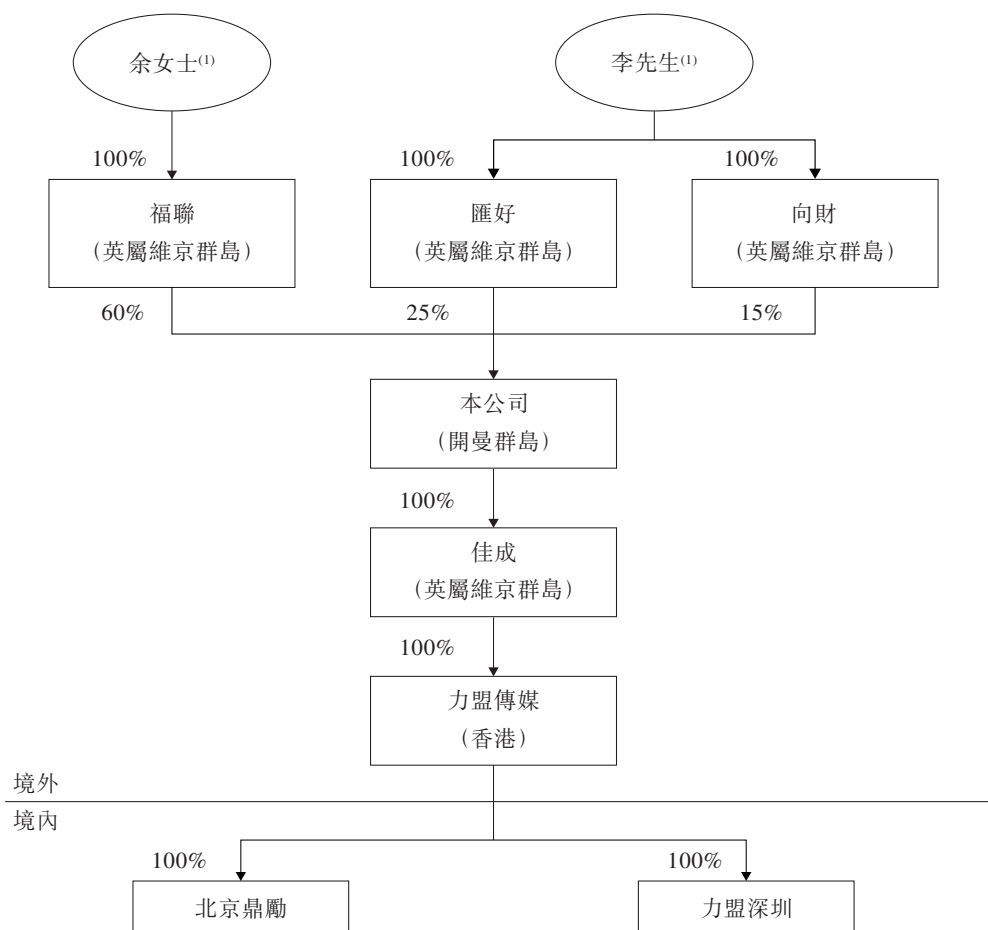 余女士(1)
李先生(1)
100%
100%
100%
福聯
(英屬維京群島)
匯好
(英屬維京群島)
向財
(英屬維京群島)
60%
25%
15%
本公司
(開曼群島)
100%
佳成
(英屬維京群島)
100%
力盟傳媒
(香港)
境外
境內
100%
100%
北京鼎勵
力盟深圳